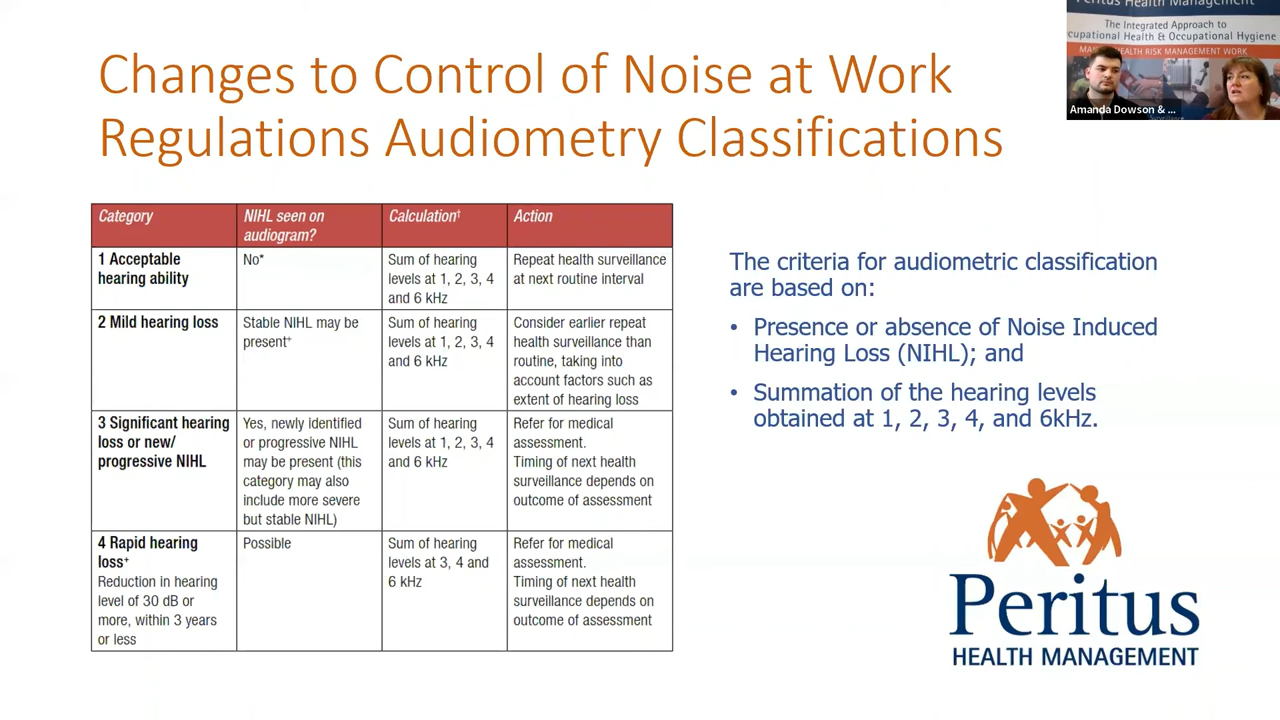 Changes to Control of Noise at Work
Regulations Audiometry Classifications
Category
NIHL seen on
audiogram?
Calculation†
Action
1 Acceptable
hearing ability
No*
Sum of hearing
levels at 1, 2, 3, 4
and 6 kHz
Repeat health surveillance
at next routine interval
2 Mild hearing loss
Stable NIHL may be
present+
Sum of hearing
levels at 1, 2, 3, 4
and 6 kHz
Consider earlier repeat
health surveillance than
routine, taking into
account factors such as
extent of hearing loss
3 Significant hearing
loss or new/
progressive NIHL
Yes, newly identified
or progressive NIHL
may be present (this
category may also
include more severe
but stable NIHL)
Sum of hearing
levels at 1, 2, 3, 4
and 6 kHz
Refer for medical
assessment.
Timing of next health
surveillance depends on
outcome of assessment
4 Rapid hearing
loss+
Reduction in hearing
level of 30 dB or
more, within 3 years
or less
Possible
Sum of hearing
levels at 3, 4 and
6 kHz
Refer for medical
assessment.
Timing of next health
surveillance depends on
outcome of assessment
The criteria for audiometric classification
are based on:
• Presence or absence of Noise Induced
Hearing Loss (NIHL); and
• Summation of the hearing levels
obtained at 1, 2, 3, 4, and 6kHz.
Peritus
HEALTH MANAGEMENT
Peritus Health Management
The Integrated Approach to
ccupational Health & Occupational Hygiene
HEALTH RISK MANAGEMENT WORK
Amanda Dowson & ...